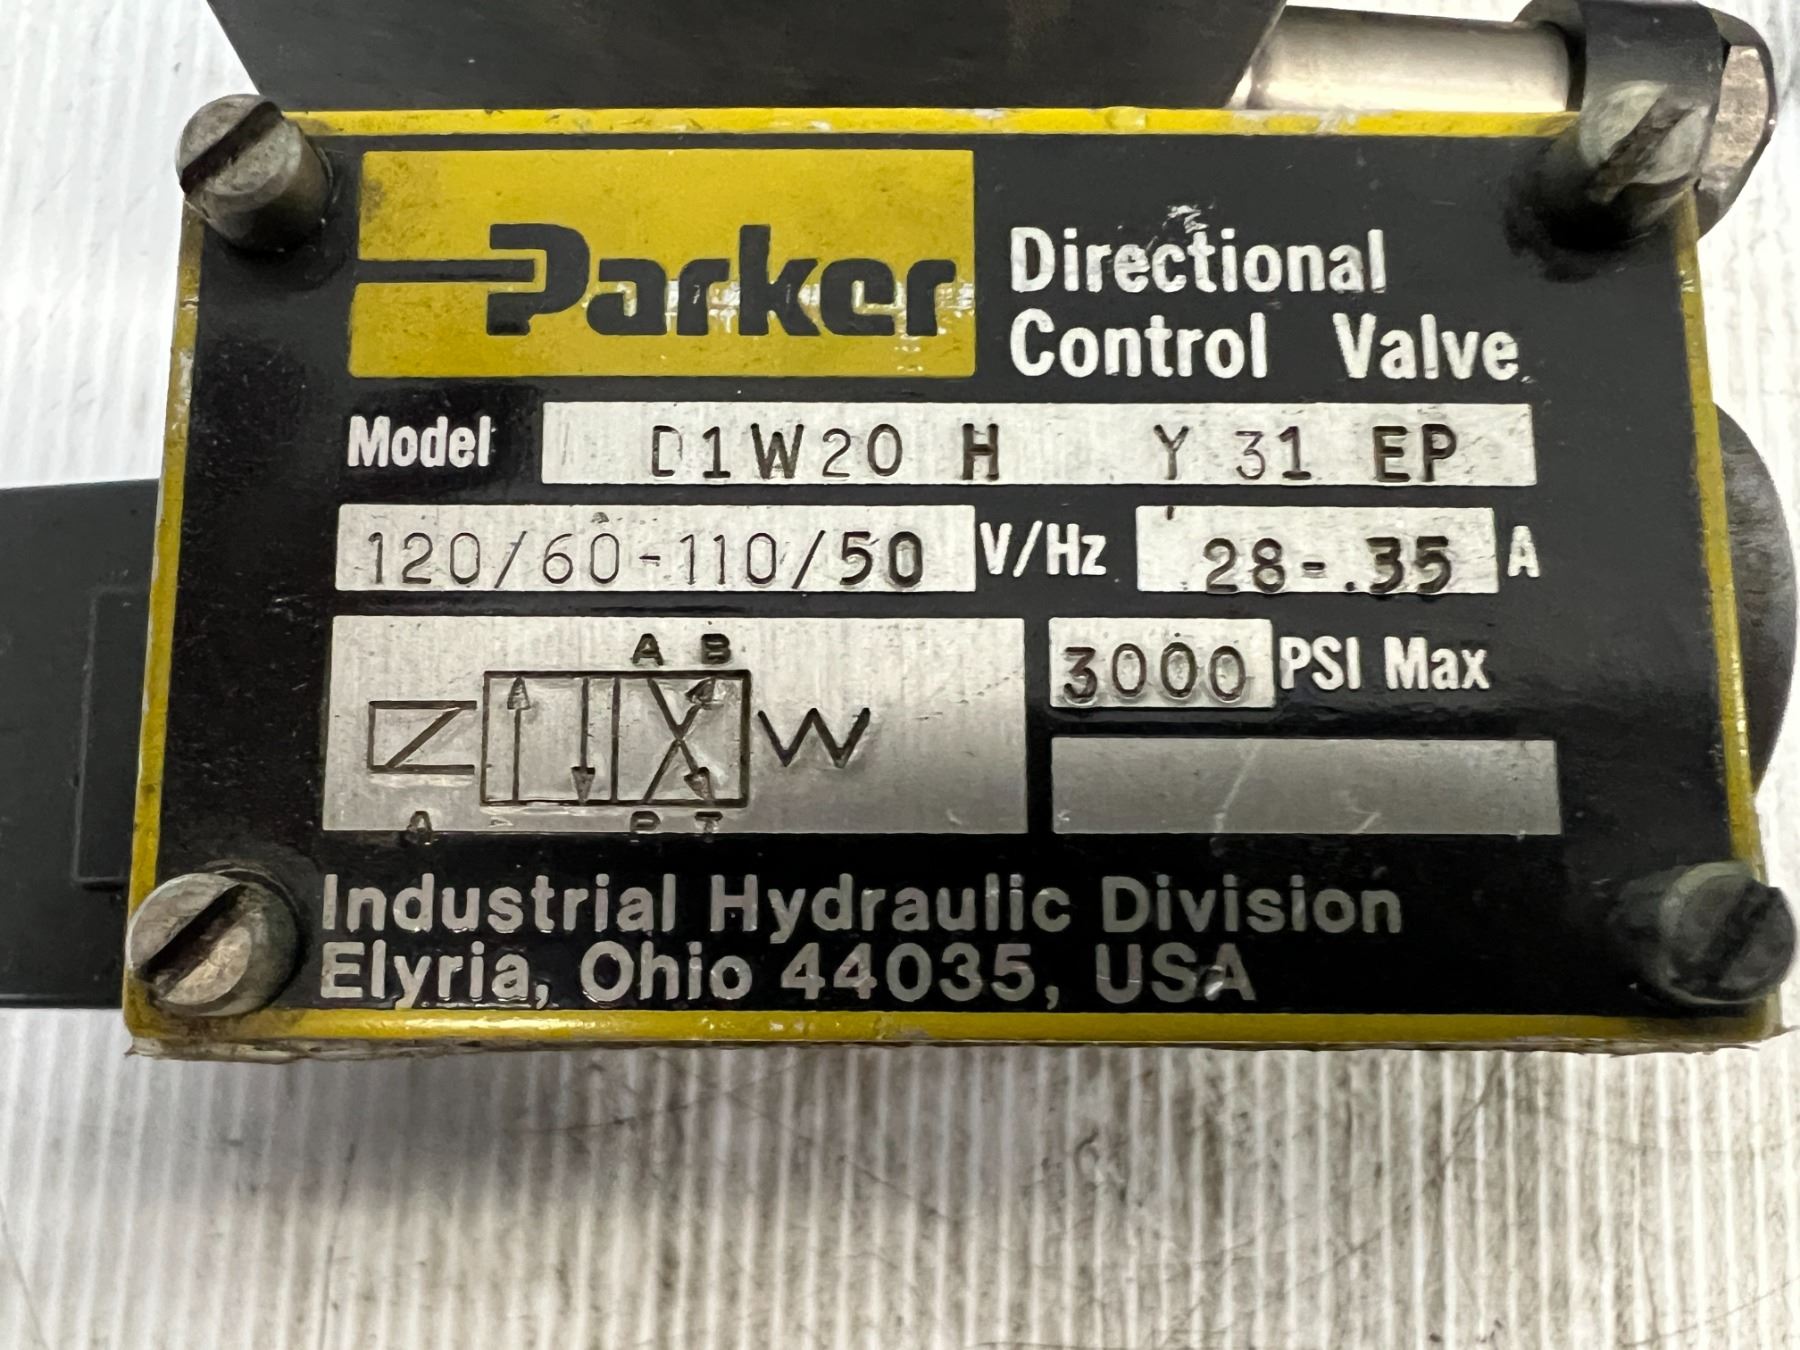 Parker
Directional
Control Valve
Model D1W20 H Y 31 EP
120/60-110/50 V/Hz 28-.35 A
A B
3000 PSI Max
A P T
Industrial Hydraulic Division
Elyria, Ohio 44035, USA